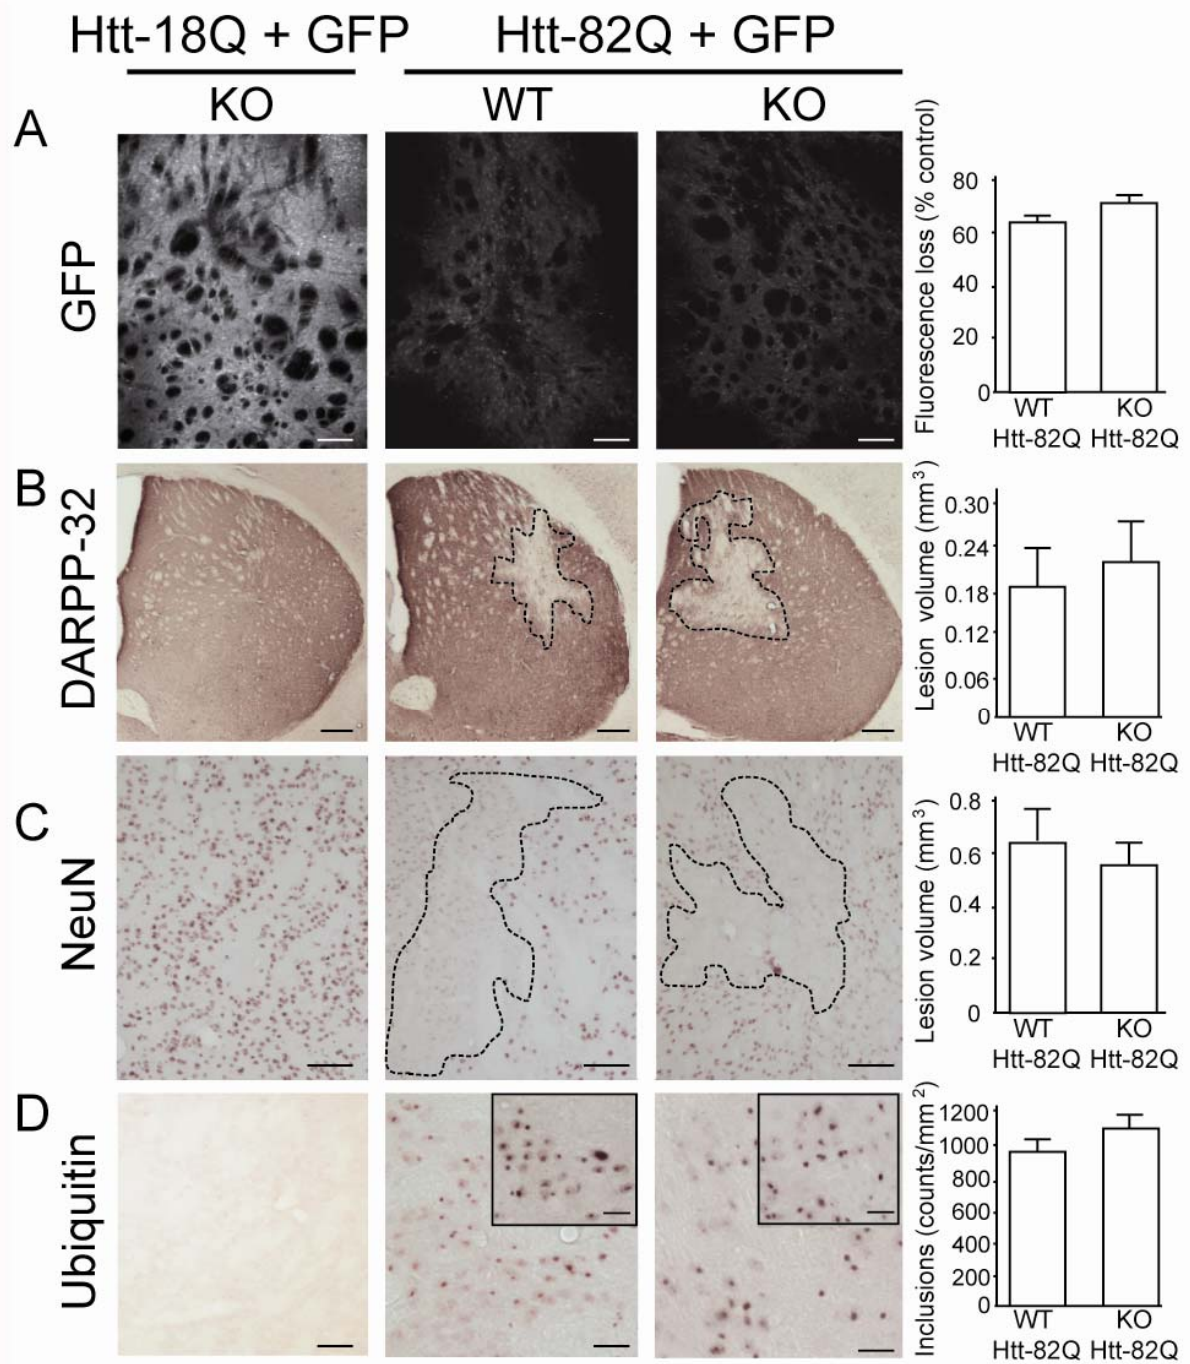 Htt-18Q + GFP Htt-82Q + GFP
KO WT KO
A
GFP
Fluorescence loss (% control)
80
60
40
20
0
WT KO
Htt-82Q Htt-82Q
B
DARPP-32
Lesion volume (mm3)
0.30
0.24
0.18
0.12
0.06
0
WT KO
Htt-82Q Htt-82Q
C
NeuN
Lesion volume (mm3)
0.8
0.6
0.4
0.2
0
WT KO
Htt-82Q Htt-82Q
D
Ubiquitin
Inclusions (counts/mm2)
1200
1000
800
600
400
200
0
WT KO
Htt-82Q Htt-82Q